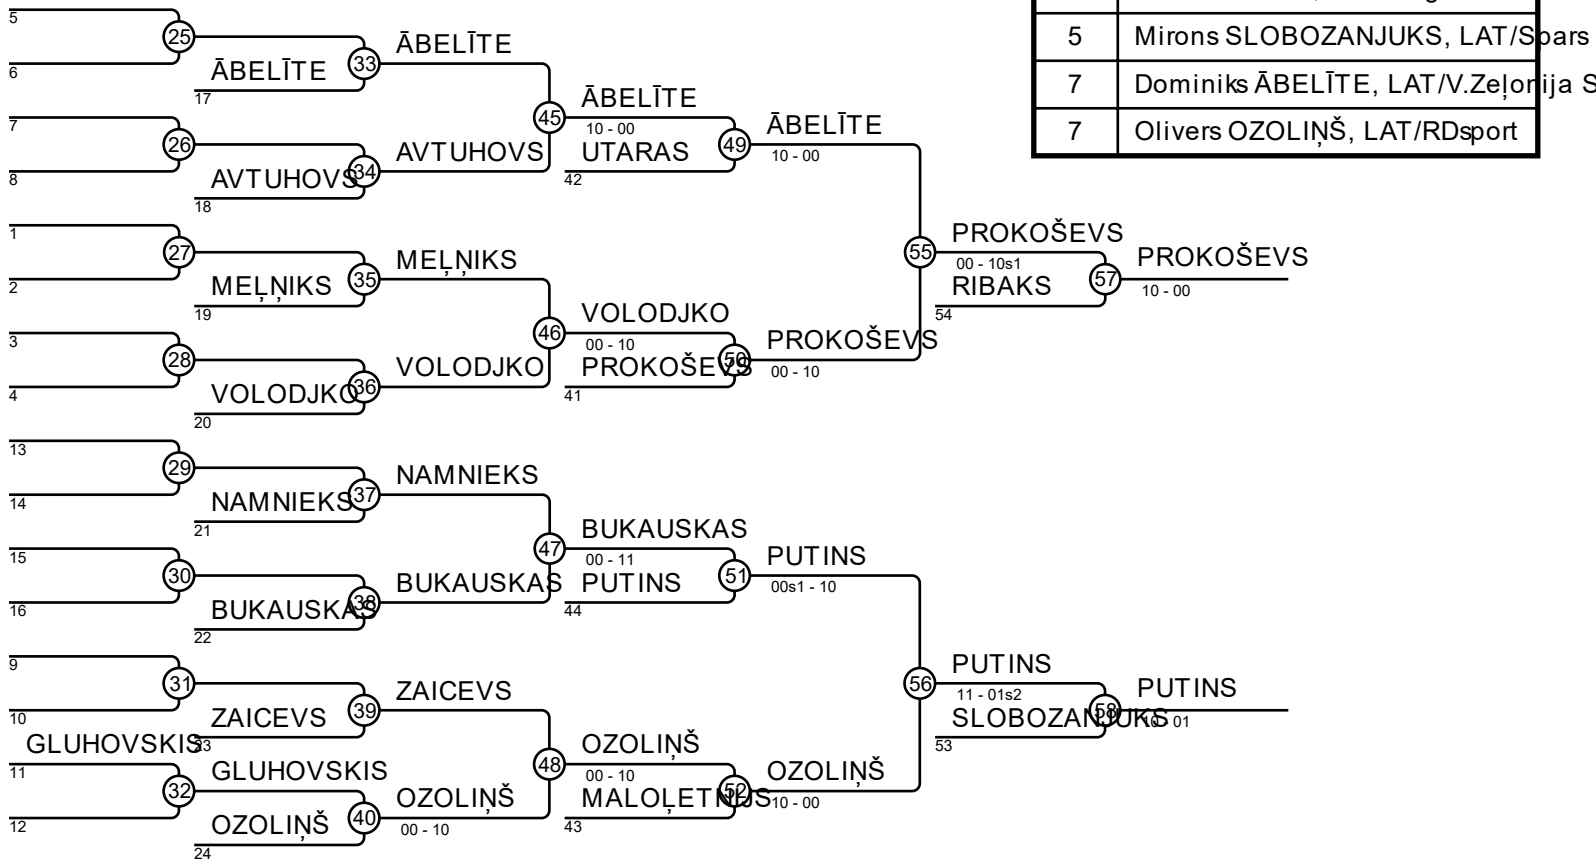 5
Mirons SLOBOZANJUKS, LAT/Spars
7
Dominiks ĀBELĪTE, LAT/V.Zeļonija S
7
Olivers OZOLIŅŠ, LAT/RDsport
5
25
6
ĀBELĪTE
17
33
ĀBELĪTE
7
26
8
AVTUHOVS
18
34
AVTUHOVS
45
ĀBELĪTE
10 - 00
UTARAS
42
49
ĀBELĪTE
10 - 00
1
27
2
MEĻŅIKS
19
35
MEĻŅIKS
3
28
4
VOLODJKO
20
36
VOLODJKO
46
VOLODJKO
00 - 10
PROKOŠEVS
41
50
PROKOŠEVS
00 - 10
55
PROKOŠEVS
00 - 10s1
RIBAKS
54
57
PROKOŠEVS
10 - 00
13
29
14
NAMNIEKS
21
37
NAMNIEKS
15
30
16
BUKAUSKAS
22
38
BUKAUSKAS
47
BUKAUSKAS
00 - 11
PUTINS
44
51
PUTINS
00s1 - 10
9
31
10
ZAICEVS
23
39
ZAICEVS
GLUHOVSKIS
11
32
12
GLUHOVSKIS
OZOLIŅŠ
24
40
OZOLIŅŠ
00 - 10
48
OZOLIŅŠ
00 - 10
MALOĻETŅIJS
43
52
OZOLIŅŠ
10 - 00
56
PUTINS
11 - 01s2
SLOBOZANJUKS
53
58
PUTINS
10 - 01